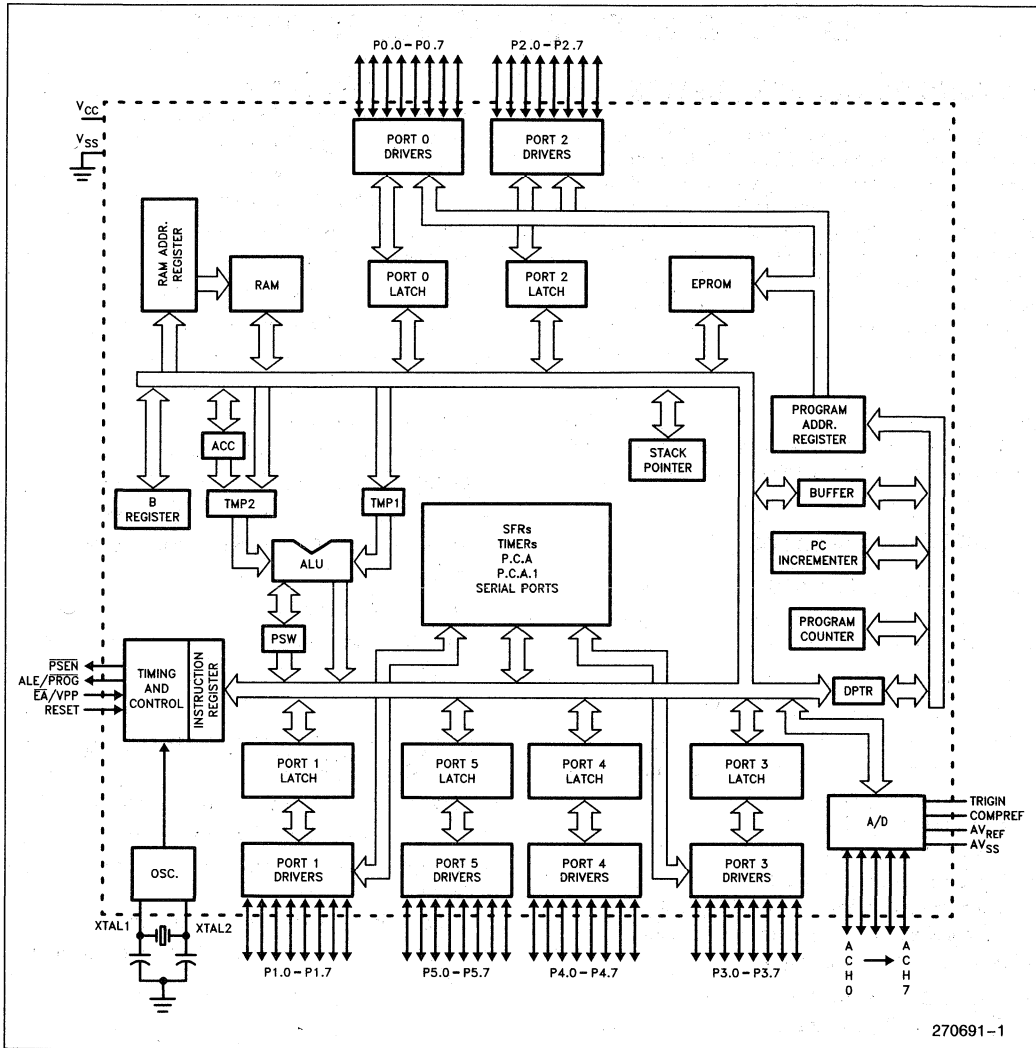 P0.0–P0.7
P2.0–P2.7
VCC
VSS
PORT 0
DRIVERS
PORT 2
DRIVERS
RAM ADDR.
REGISTER
RAM
PORT 0
LATCH
PORT 2
LATCH
EPROM
PROGRAM
ADDR.
REGISTER
ACC
STACK
POINTER
B
REGISTER
TMP2
TMP1
BUFFER
SFRs
TIMERs
P.C.A
P.C.A.1
SERIAL PORTS
ALU
PC
INCREMENTER
PSW
PROGRAM
COUNTER
PSEN
ALE/PROG
EA/VPP
RESET
TIMING
AND
CONTROL
INSTRUCTION
REGISTER
DPTR
PORT 1
LATCH
PORT 5
LATCH
PORT 4
LATCH
PORT 3
LATCH
A/D
TRIGIN
COMPREF
AVREF
AVSS
OSC.
PORT 1
DRIVERS
PORT 5
DRIVERS
PORT 4
DRIVERS
PORT 3
DRIVERS
XTAL1
XTAL2
P1.0–P1.7
P5.0–P5.7
P4.0–P4.7
P3.0–P3.7
ACH0
ACH7
270691–1